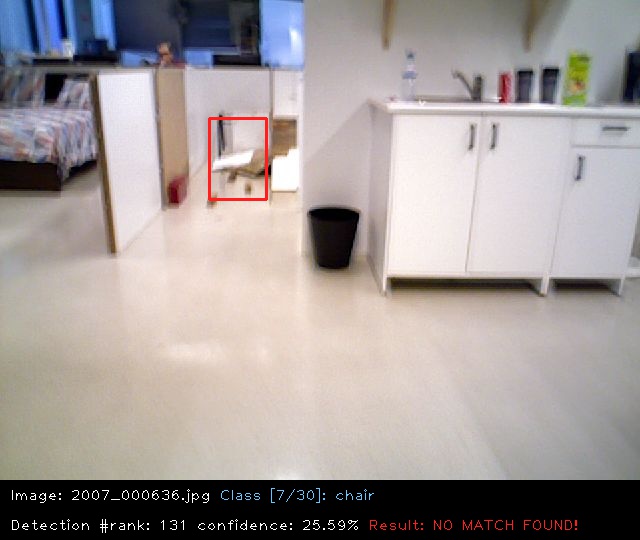 Image: 2007_000636.jpg Class [7/30]: chair
Detection #rank: 131 confidence: 25.59% Result: NO MATCH FOUND!